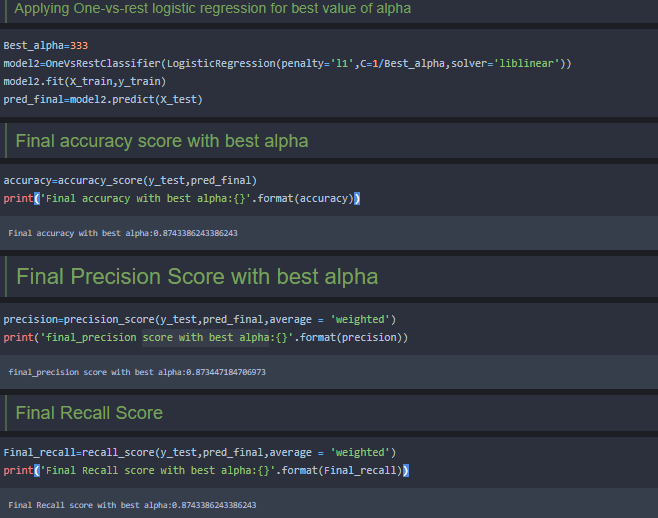 Applying One-vs-rest logistic regression for best value of alpha
Best_alpha=333
model2=OneVsRestClassifier(LogisticRegression(penalty='l1',C=1/Best_alpha,solver='liblinear'))
model2.fit(X_train,y_train)
pred_final=model2.predict(X_test)
Final accuracy score with best alpha
accuracy=accuracy_score(y_test,pred_final)
print('Final accuracy with best alpha:{}'.format(accuracy))
Final accuracy with best alpha:0.8743386243386243
Final Precision Score with best alpha
precision=precision_score(y_test,pred_final,average = 'weighted')
print('final_precision score with best alpha:{}'.format(precision))
final_precision score with best alpha:0.873447184706973
Final Recall Score
Final_recall=recall_score(y_test,pred_final,average = 'weighted')
print('Final Recall score with best alpha:{}'.format(Final_recall))
Final Recall score with best alpha:0.8743386243386243